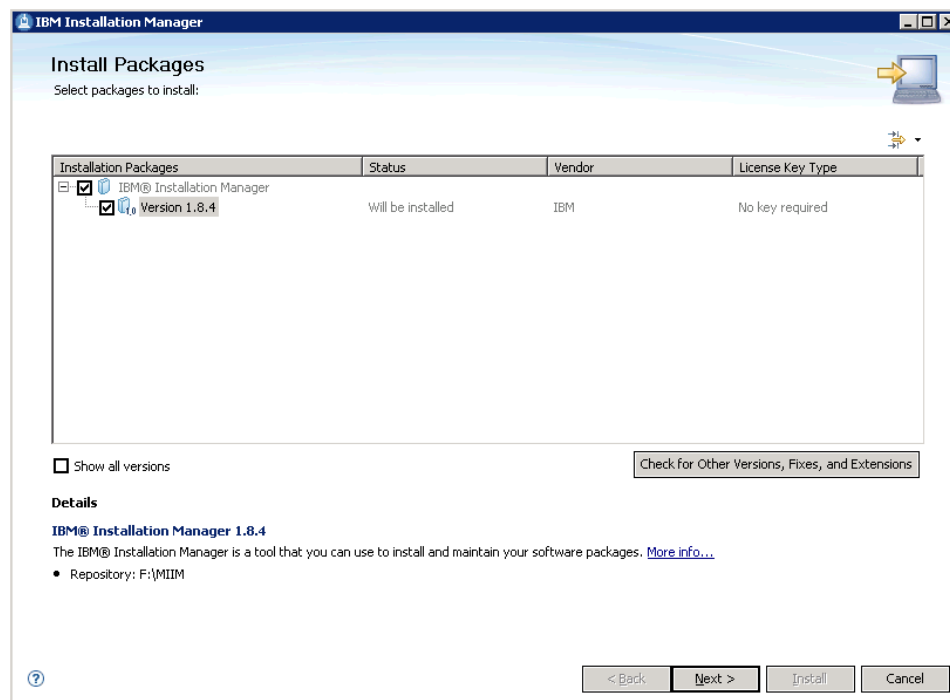 IBM Installation Manager
Install Packages
Select packages to install:
Installation Packages Status Vendor License Key Type
IBM® Installation Manager
1.0 Version 1.8.4 Will be installed IBM No key required
Show all versions Check for Other Versions, Fixes, and Extensions
Details
IBM® Installation Manager 1.8.4
The IBM® Installation Manager is a tool that you can use to install and maintain your software packages. More info...
• Repository: F:\MIIM
? < Back Next > Install Cancel